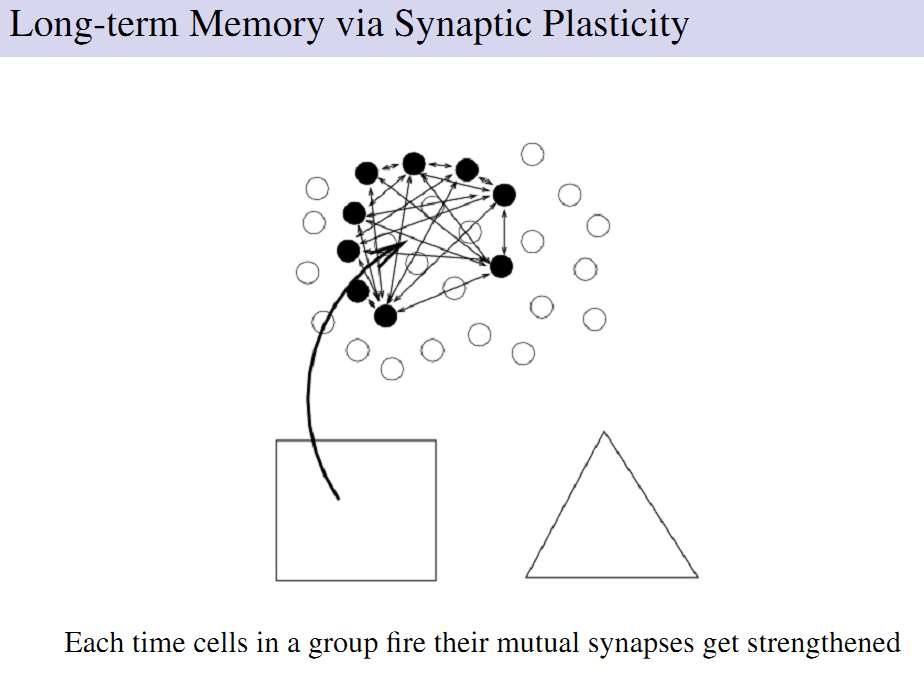 Long-term Memory via Synaptic Plasticity
Each time cells in a group fire their mutual synapses get strengthened